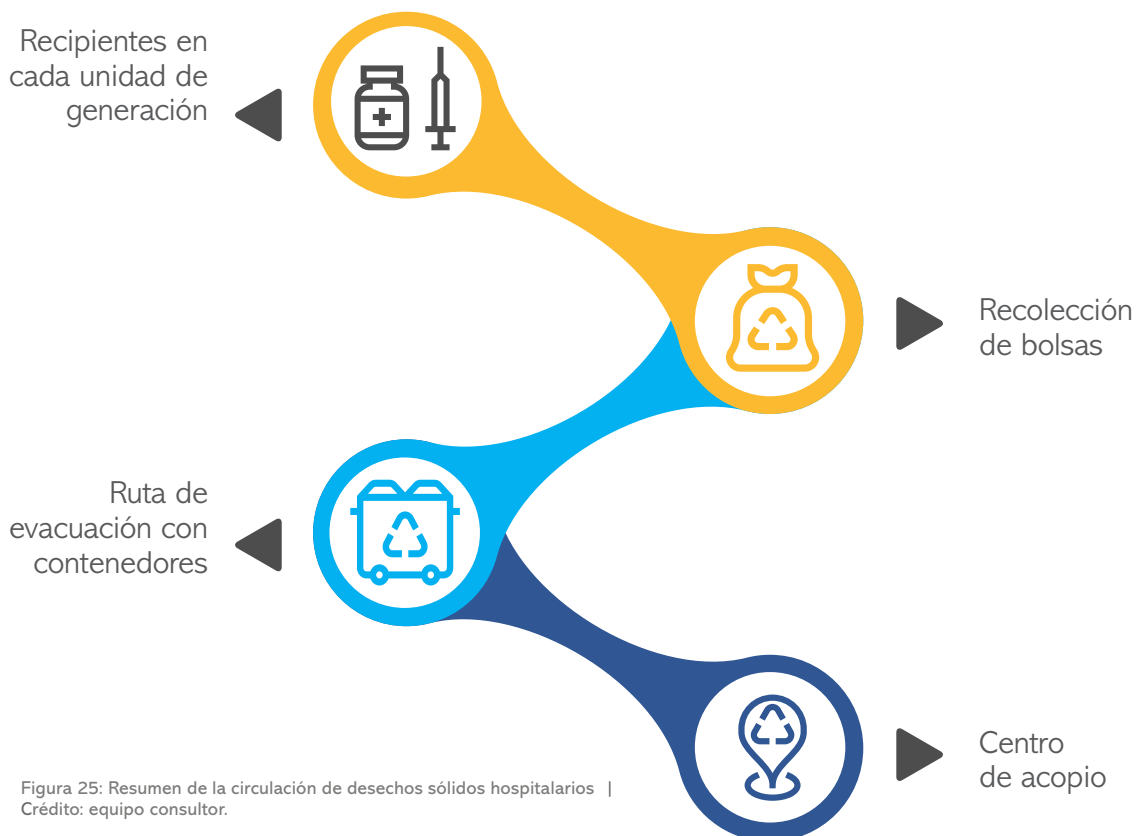 Recipientes en
cada unidad de
generación
Recolección
de bolsas
Ruta de
evacuación con
contenedores
Centro
de acopio
Figura 25: Resumen de la circulación de desechos sólidos hospitalarios |
Crédito: equipo consultor.